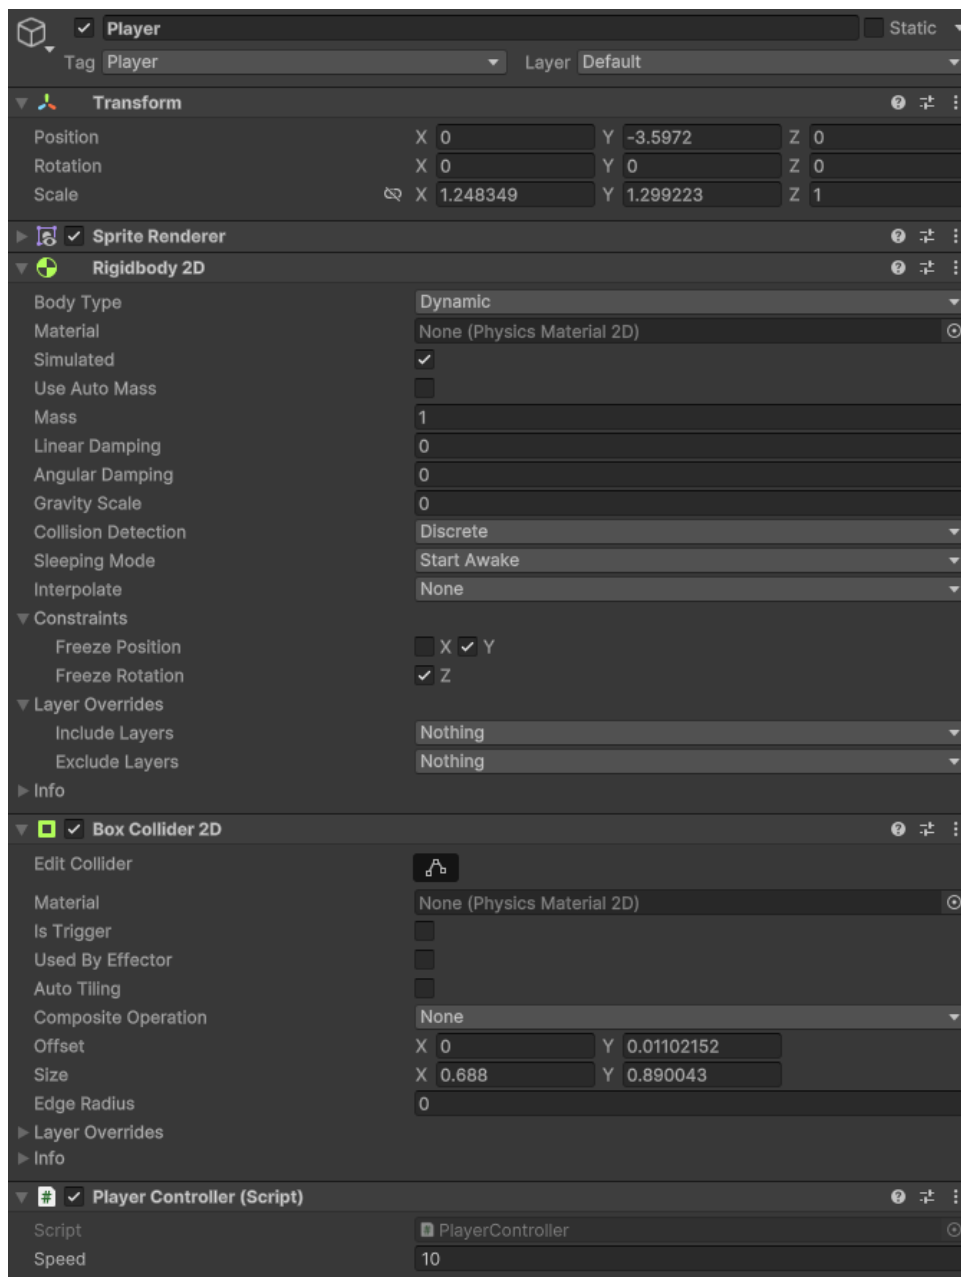 Player Static
Tag Player Layer Default
Transform
Position X 0 Y -3.5972 Z 0
Rotation X 0 Y 0 Z 0
Scale X 1.248349 Y 1.299223 Z 1
Sprite Renderer
Rigidbody 2D
Body Type Dynamic
Material None (Physics Material 2D)
Simulated
Use Auto Mass
Mass 1
Linear Damping 0
Angular Damping 0
Gravity Scale 0
Collision Detection Discrete
Sleeping Mode Start Awake
Interpolate None
Constraints
Freeze Position X Y
Freeze Rotation Z
Layer Overrides
Include Layers Nothing
Exclude Layers Nothing
Info
Box Collider 2D
Edit Collider
Material None (Physics Material 2D)
Is Trigger
Used By Effector
Auto Tiling
Composite Operation None
Offset X 0 Y 0.01102152
Size X 0.688 Y 0.890043
Edge Radius 0
Layer Overrides
Info
# Player Controller (Script)
Script PlayerController
Speed 10